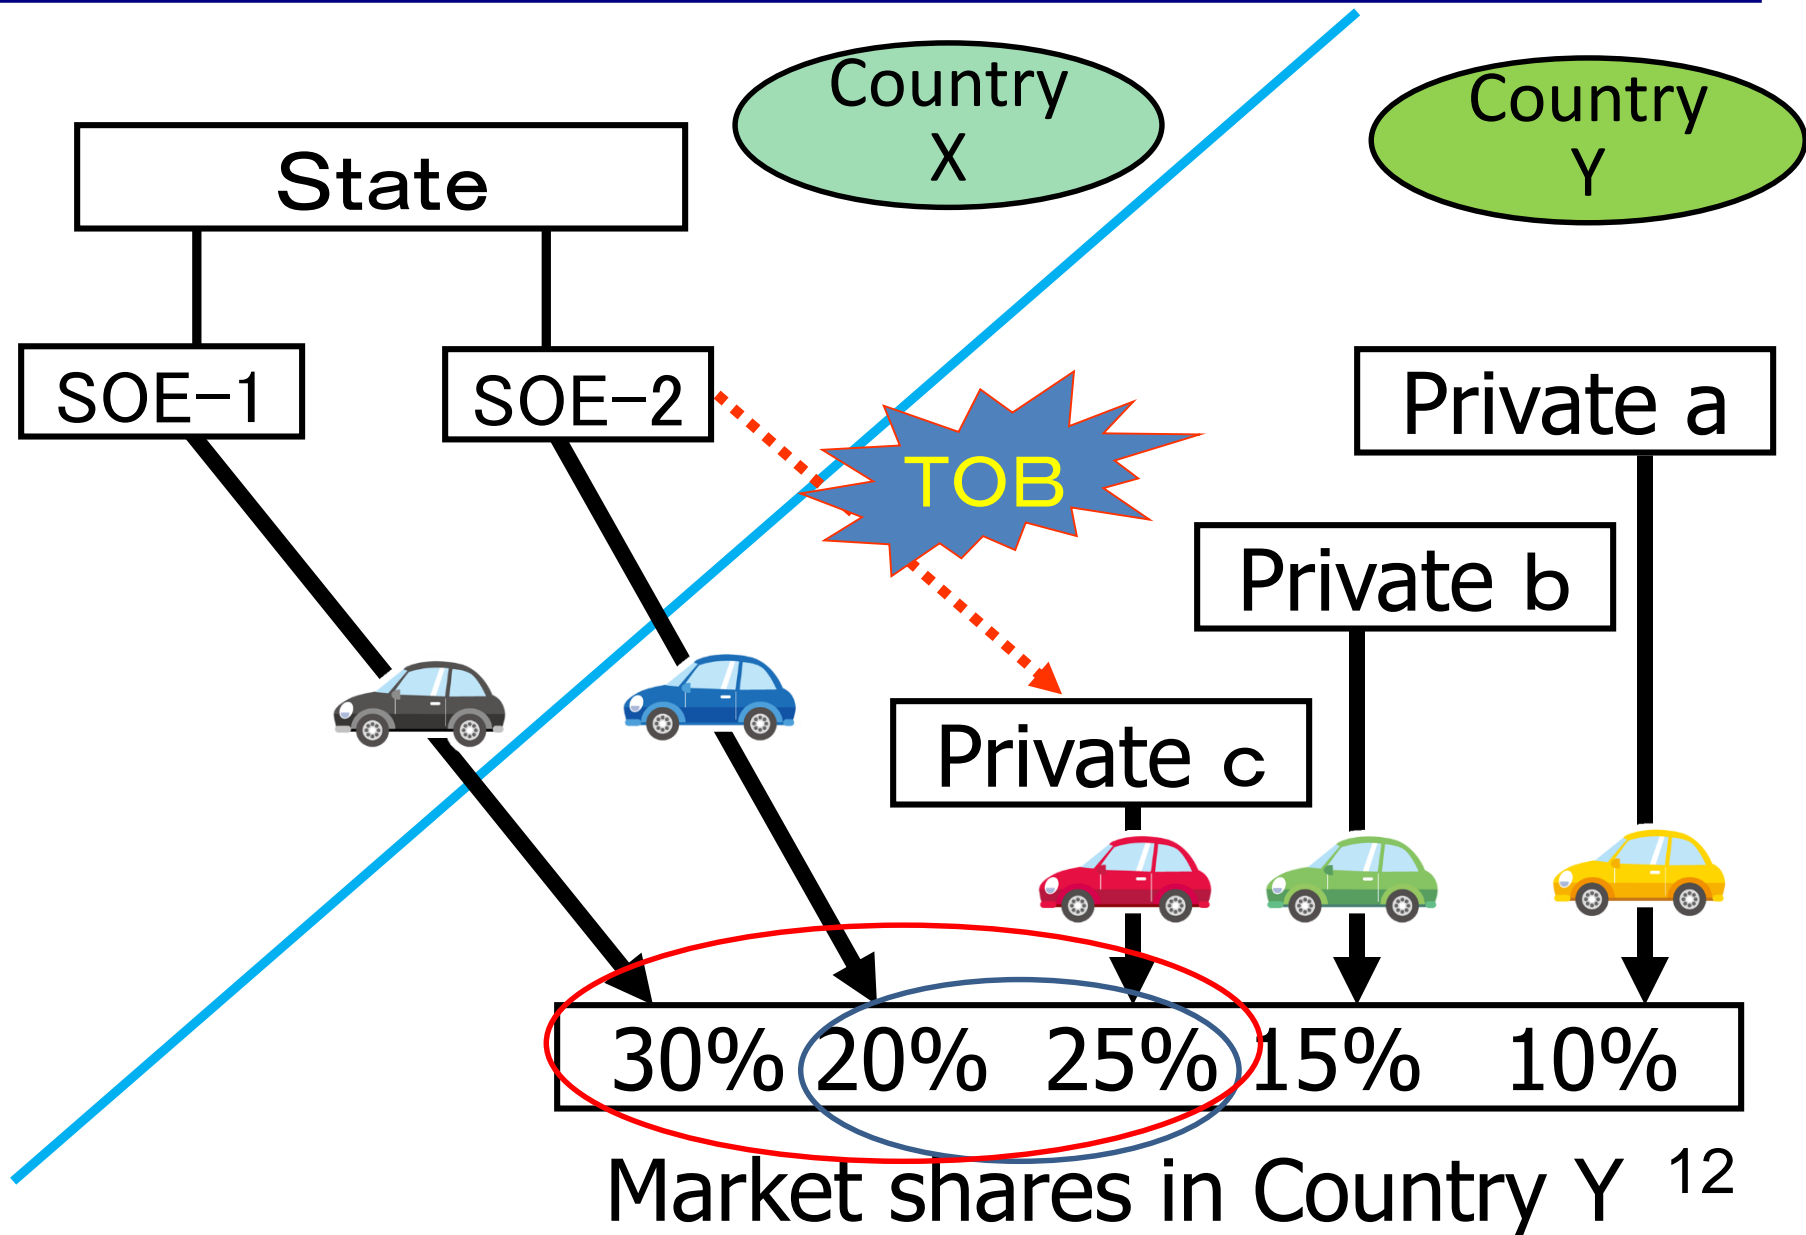 Country
X
Country
Y
State
SOE-1
SOE-2
Private a
TOB
Private b
Private c
30% 20% 25% 15% 10%
Market shares in Country Y
12